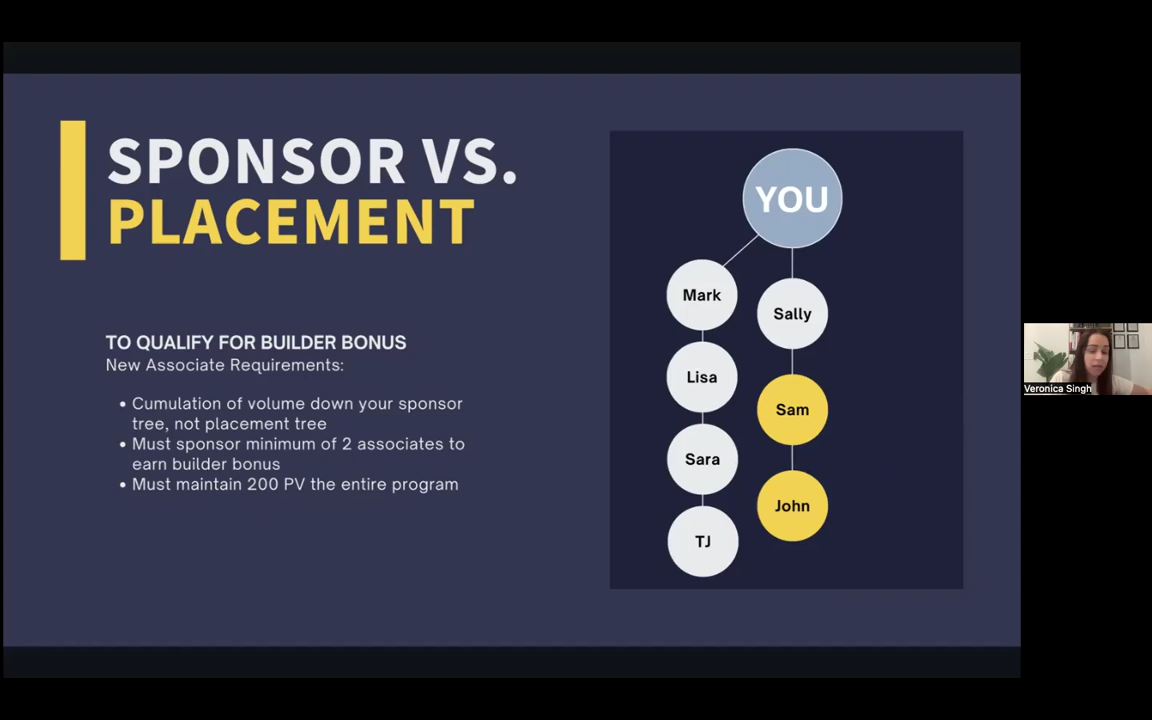 SPONSOR VS.
PLACEMENT
TO QUALIFY FOR BUILDER BONUS
New Associate Requirements:
• Cumulation of volume down your sponsor
tree, not placement tree
• Must sponsor minimum of 2 associates to
earn builder bonus
• Must maintain 200 PV the entire program
YOU
Mark
Sally
Lisa
Sam
Sara
John
TJ
Veronica Singh